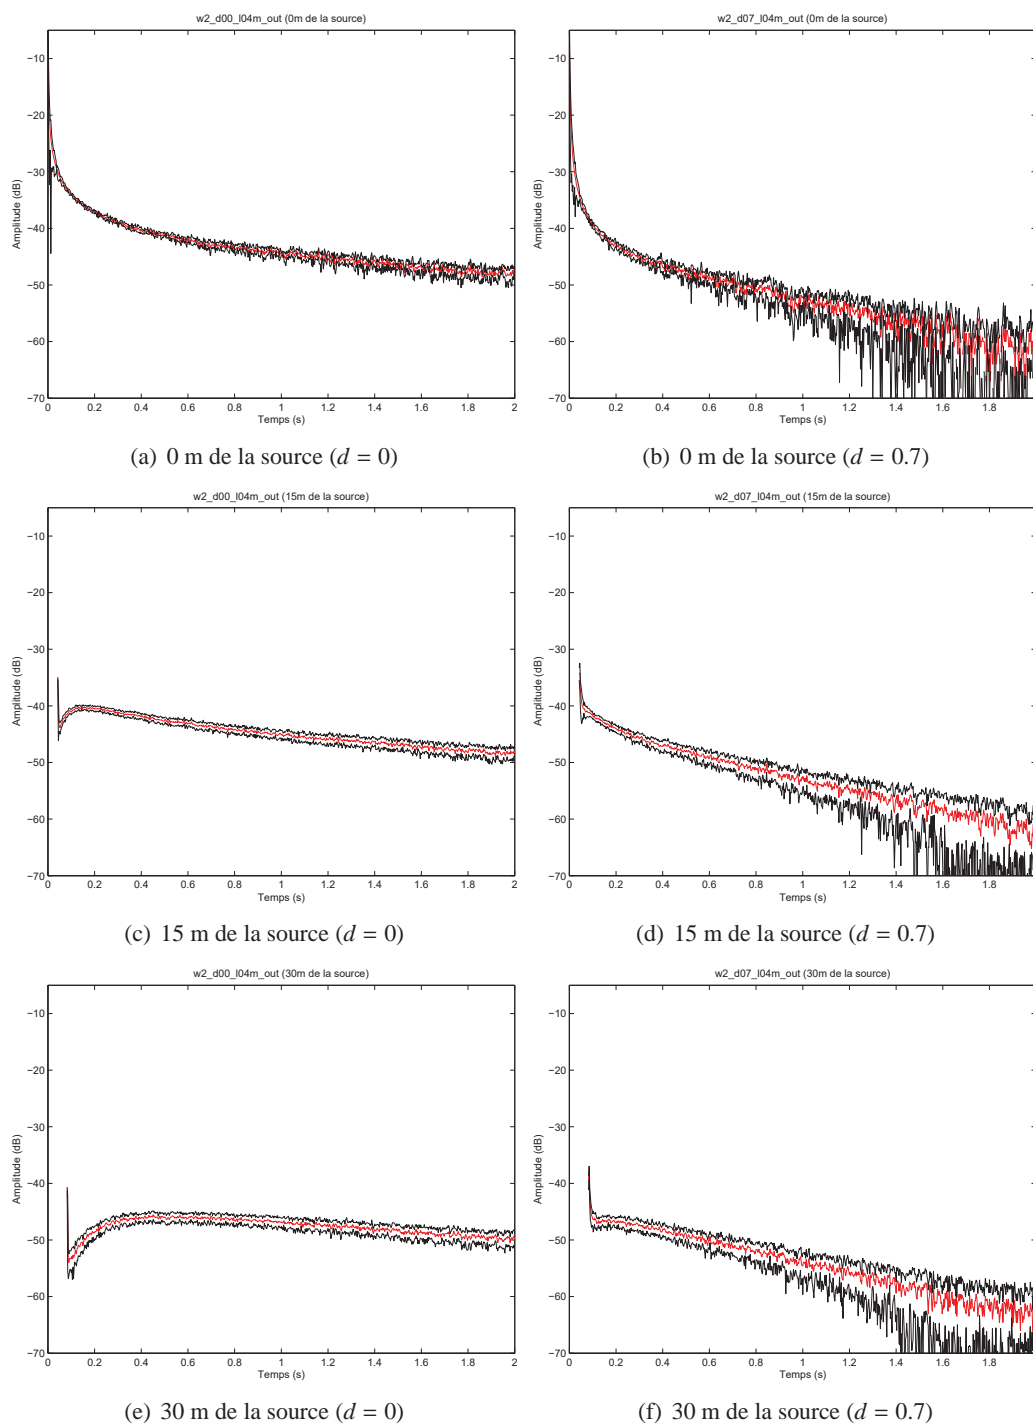 w2_d00_l04m_out (0m de la source)
−10
−20
−30
−40
−50
−60
−70
Amplitude (dB)
0 0.2 0.4 0.6 0.8 1 1.2 1.4 1.6 1.8 2
Temps (s)
(a) 0 m de la source (d = 0)
w2_d07_l04m_out (0m de la source)
−10
−20
−30
−40
−50
−60
−70
Amplitude (dB)
0 0.2 0.4 0.6 0.8 1 1.2 1.4 1.6 1.8
Temps (s)
(b) 0 m de la source (d = 0.7)
w2_d00_l04m_out (15m de la source)
−10
−20
−30
−40
−50
−60
−70
Amplitude (dB)
0 0.2 0.4 0.6 0.8 1 1.2 1.4 1.6 1.8 2
Temps (s)
(c) 15 m de la source (d = 0)
w2_d07_l04m_out (15m de la source)
−10
−20
−30
−40
−50
−60
−70
Amplitude (dB)
0 0.2 0.4 0.6 0.8 1 1.2 1.4 1.6 1.8
Temps (s)
(d) 15 m de la source (d = 0.7)
w2_d00_l04m_out (30m de la source)
−10
−20
−30
−40
−50
−60
−70
Amplitude (dB)
0 0.2 0.4 0.6 0.8 1 1.2 1.4 1.6 1.8 2
Temps (s)
(e) 30 m de la source (d = 0)
w2_d07_l04m_out (30m de la source)
−10
−20
−30
−40
−50
−60
−70
Amplitude (dB)
0 0.2 0.4 0.6 0.8 1 1.2 1.4 1.6 1.8
Temps (s)
(f) 30 m de la source (d = 0.7)